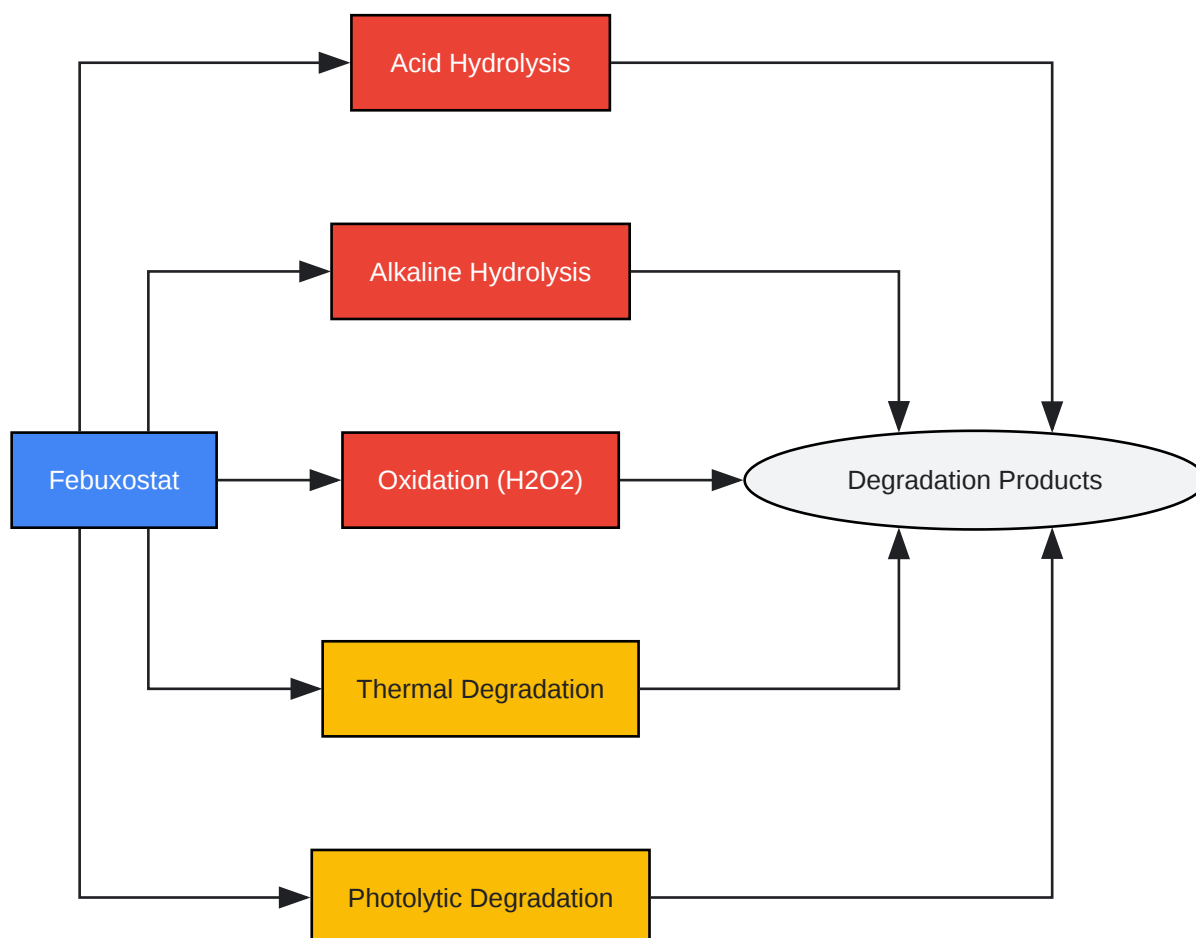 Acid Hydrolysis
Alkaline Hydrolysis
Febuxostat
Oxidation (H2O2)
Degradation Products
Thermal Degradation
Photolytic Degradation